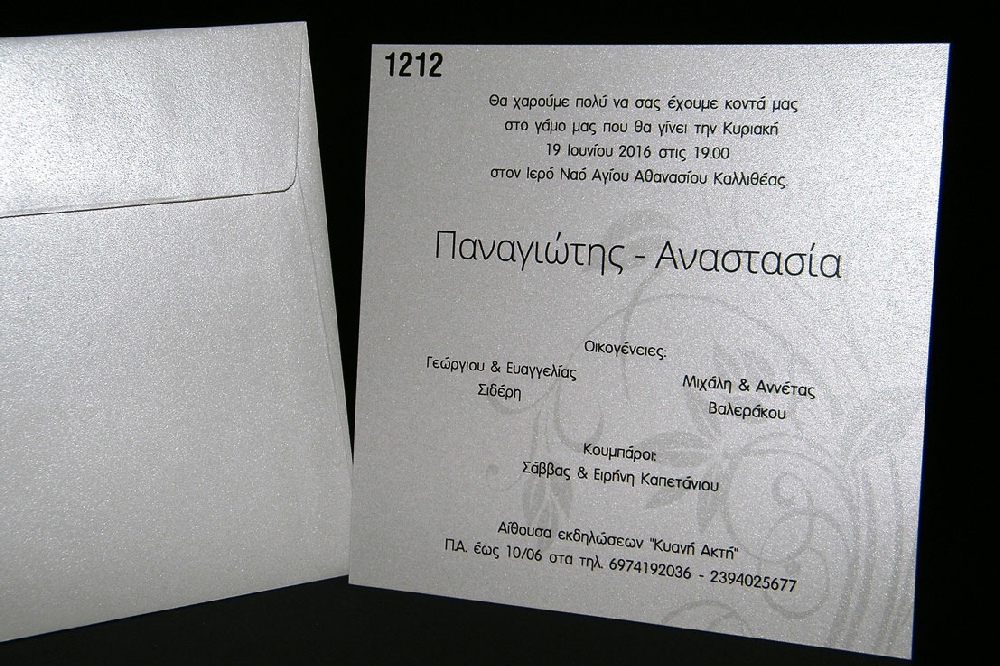 1212
Θα χαρούμε πολύ να σας έχουμε κοντά μας
στο γάμο μας που θα γίνει την Κυριακή
19 Ιουνίου 2016 στις 19.00
στον Ιερό Ναό Αγίου Αθανασίου Καλλιθέας.
Παναγιώτης - Αναστασία
Οικογένειες:
Γεώργιου & Ευαγγελίας
Σιδέρη
Μιχάλη & Αννέτας
Βαλεράκου
Κουμπάροι:
Σάββας & Ειρήνη Καπετάνιου
Αίθουσα εκδηλώσεων "Κυανή Ακτή"
Π.Α. έως 10/06 στα τηλ. 6974192036 - 2394025677